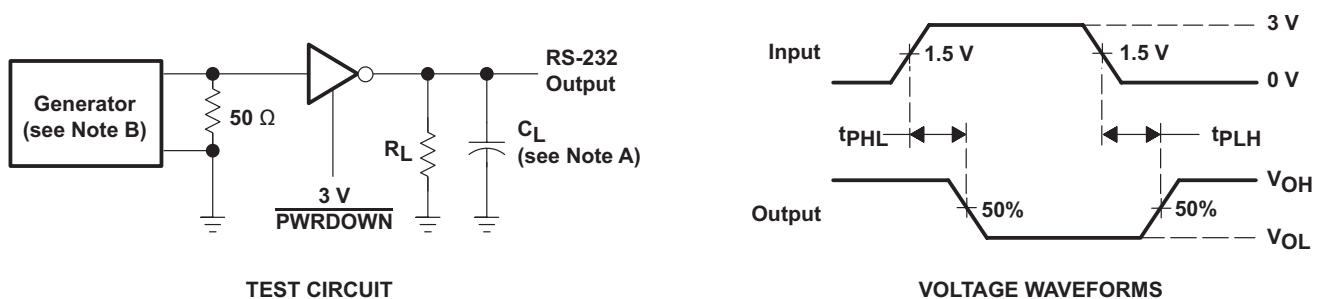 Generator
(see Note B)
50 Ω
3 V
PWRDOWN
RL
CL
(see Note A)
RS-232
Output
TEST CIRCUIT
Input
1.5 V
1.5 V
3 V
0 V
tPHL
tPLH
Output
50%
50%
VOH
VOL
VOLTAGE WAVEFORMS